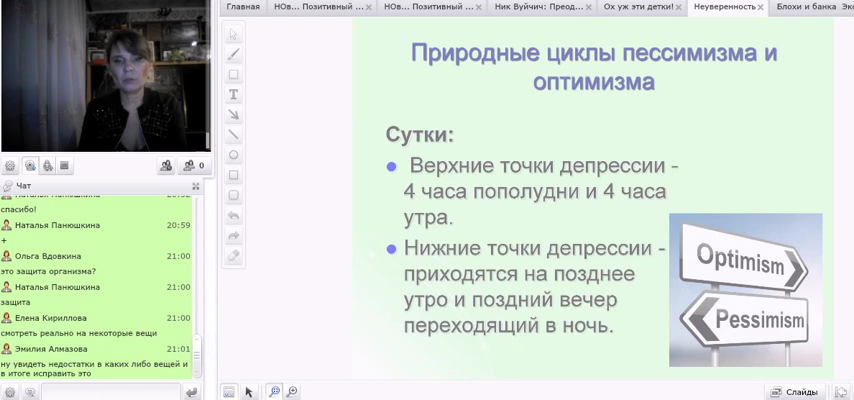 Главная
НОв... Позитивный ...
НОв... Позитивный ...
Ник Вуйчич: Преод...
Ох уж эти детки!
Неуверенность
Блохи и банка
Эк
Природные циклы пессимизма и
оптимизма
Сутки:
Верхние точки депрессии -
4 часа пополудни и 4 часа
утра.
Нижние точки депрессии -
приходятся на позднее
утро и поздний вечер
переходящий в ночь.
Optimism
Pessimism
0
Чат
спасибо!
Наталья Панюшкина 20:59
+
Ольга Вдовкина 21:00
это защита организма?
Наталья Панюшкина 21:00
защита
Елена Кириллова 21:00
смотреть реально на некоторые вещи
Эмилия Алмазова 21:01
ну увидеть недостатки в каких либо вещей и
в итоге исправить это
Слайды